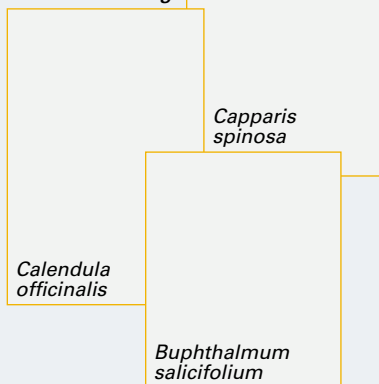 Capparis
spinosa
Calendula
officinalis
Buphthalmum
salicifolium